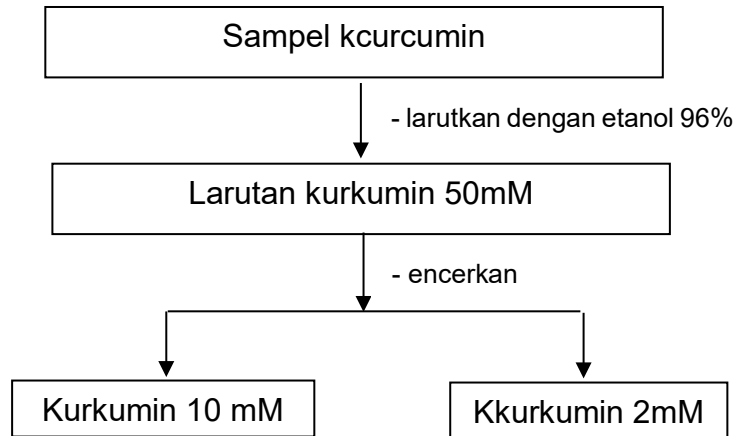 Sampel kcurcumin
- larutkan dengan etanol 96%
Larutan kurkumin 50mM
- encerkan
Kurkumin 10 mM
Kkurkumin 2mM